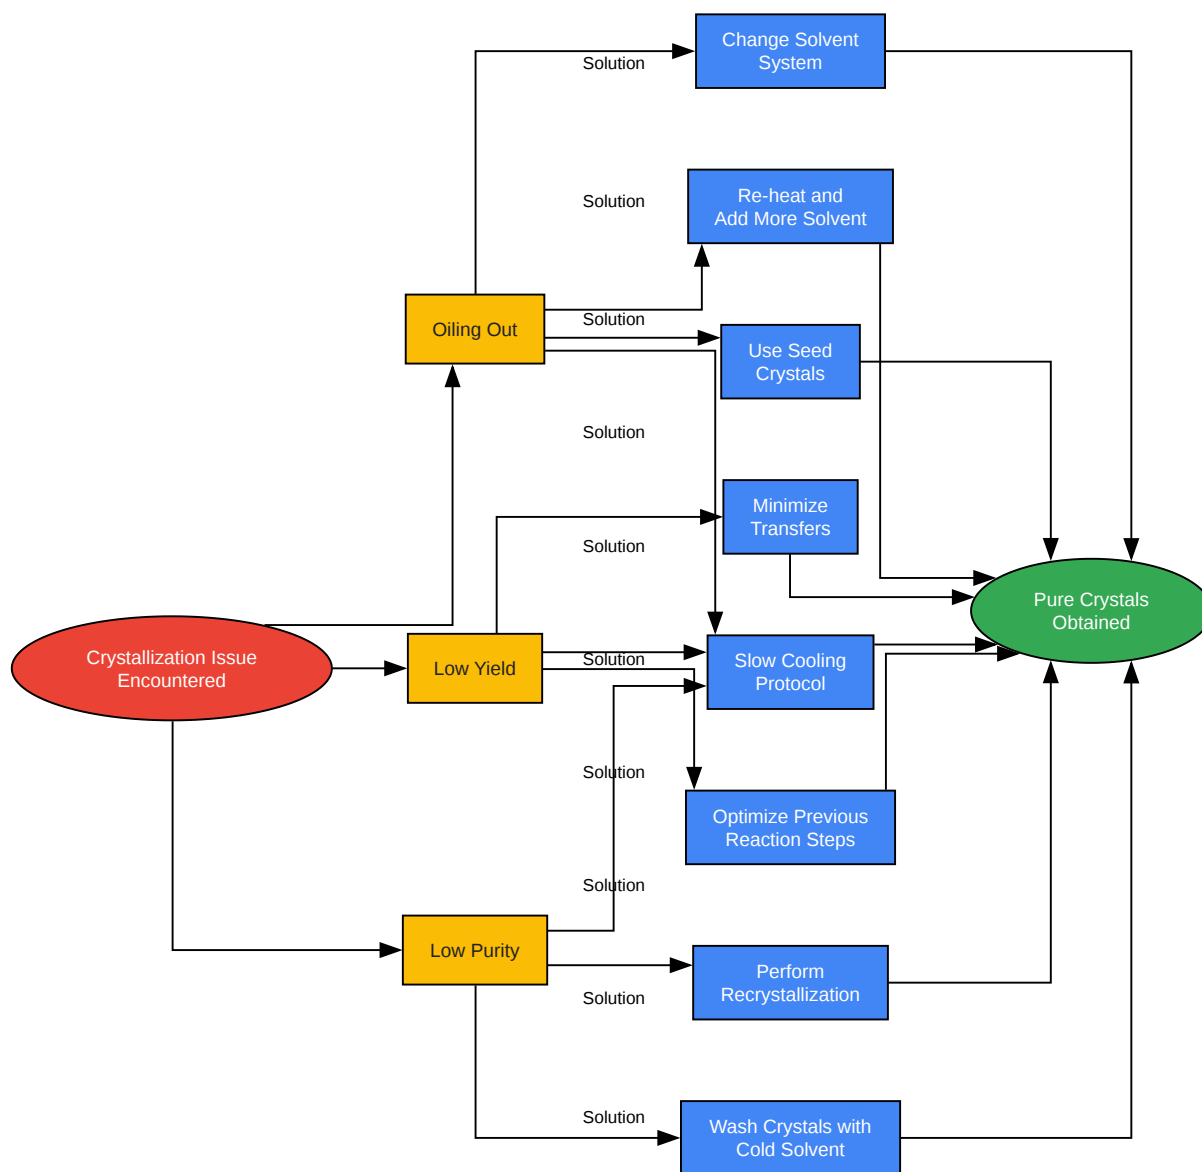 Change Solvent
System
Solution
Re-heat and
Add More Solvent
Solution
Oiling Out
Solution
Use Seed
Crystals
Solution
Minimize
Transfers
Solution
Pure Crystals
Obtained
Crystallization Issue
Encountered
Low Yield
Solution
Slow Cooling
Protocol
Solution
Optimize Previous
Reaction Steps
Solution
Low Purity
Perform
Recrystallization
Solution
Solution
Wash Crystals with
Cold Solvent